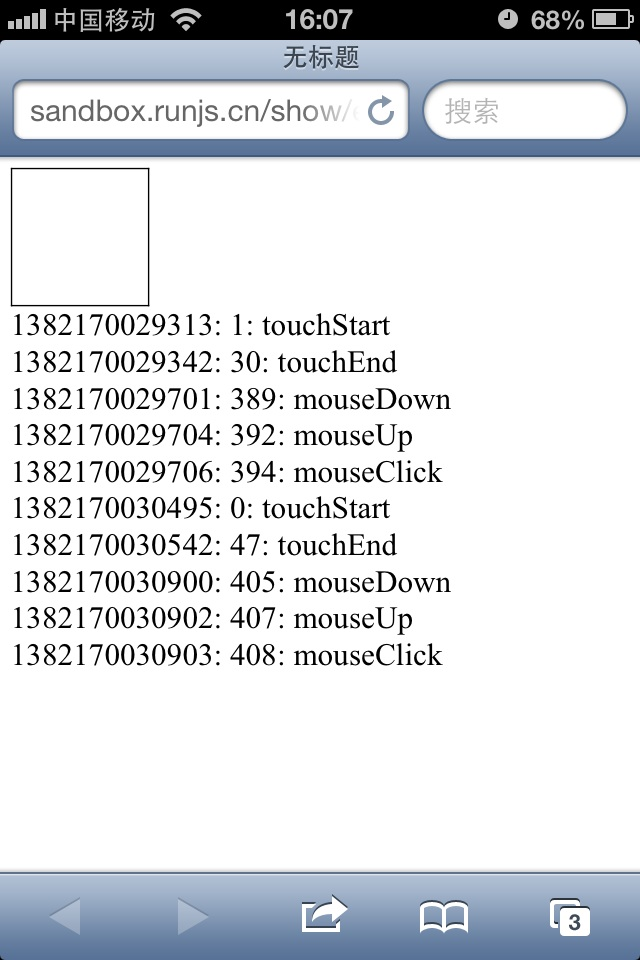 中国移动 16:07 68%
无标题
sandbox.runjs.cn/show/ 搜索
1382170029313: 1: touchStart
1382170029342: 30: touchEnd
1382170029701: 389: mouseDown
1382170029704: 392: mouseUp
1382170029706: 394: mouseClick
1382170030495: 0: touchStart
1382170030542: 47: touchEnd
1382170030900: 405: mouseDown
1382170030902: 407: mouseUp
1382170030903: 408: mouseClick
3